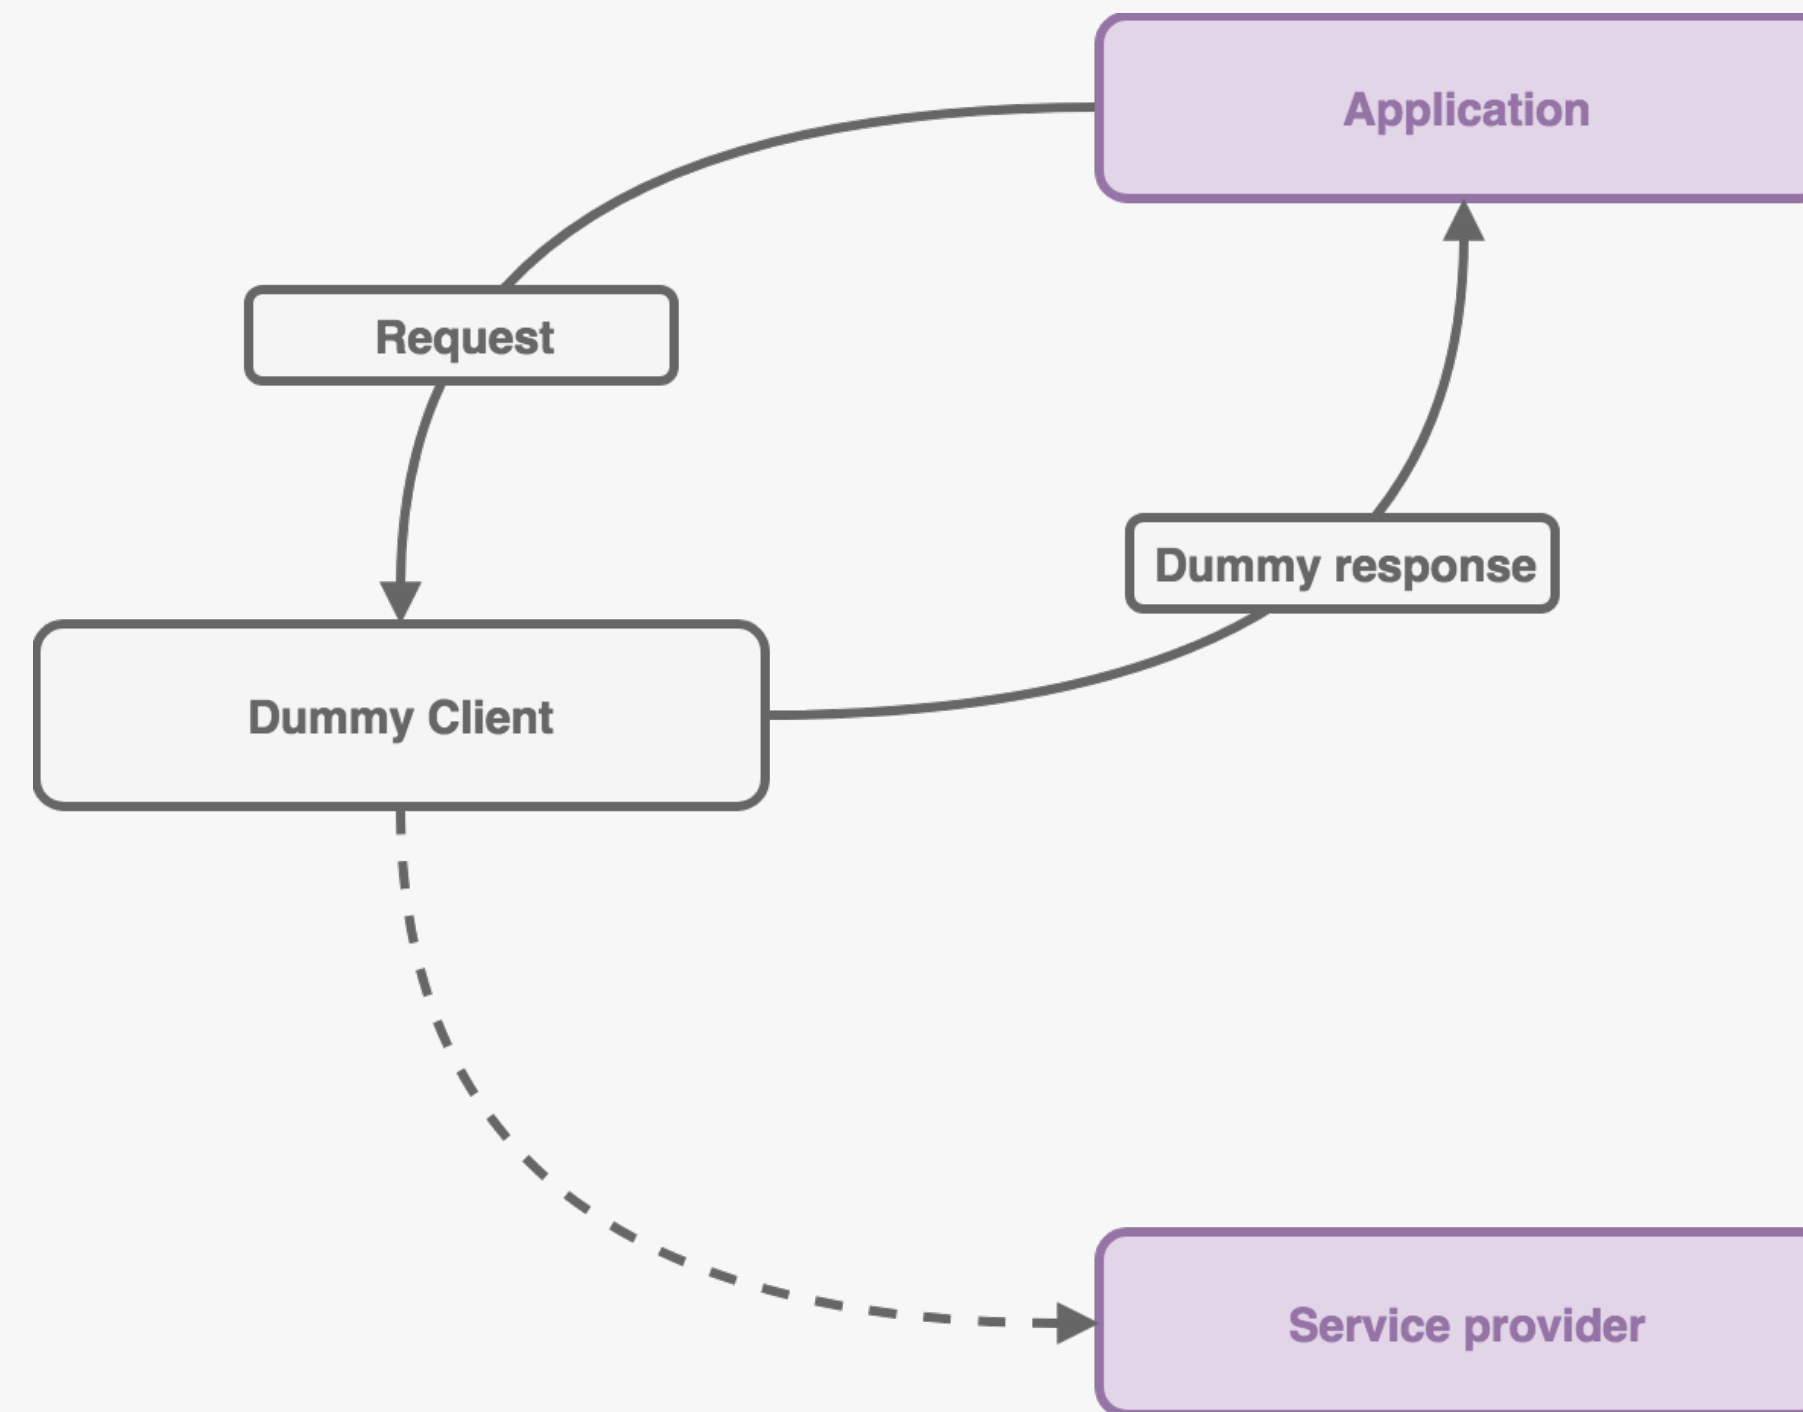 Application
Request
Dummy response
Dummy Client
Service provider